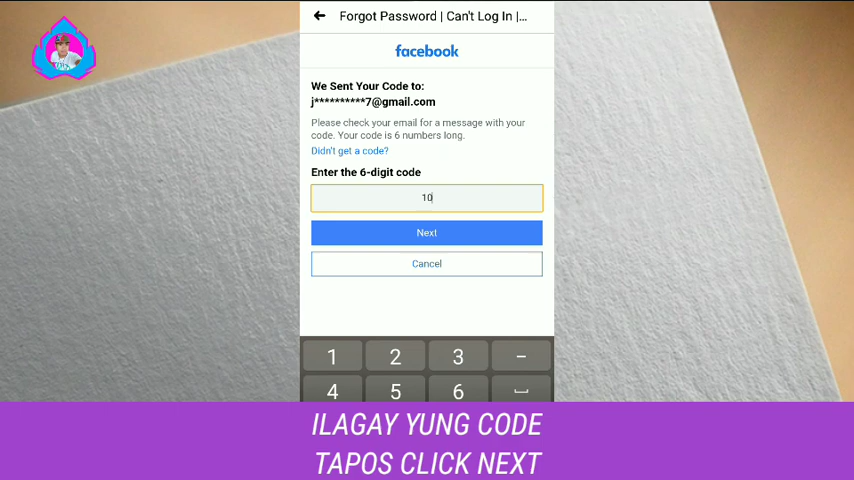 Forgot Password | Can't Log In |...
facebook
We Sent Your Code to:
j**********7@gmail.com
Please check your email for a message with your
code. Your code is 6 numbers long.
Didn't get a code?
Enter the 6-digit code
10
Next
Cancel
1 2 3 –
4 5 6
ILAGAY YUNG CODE
TAPOS CLICK NEXT